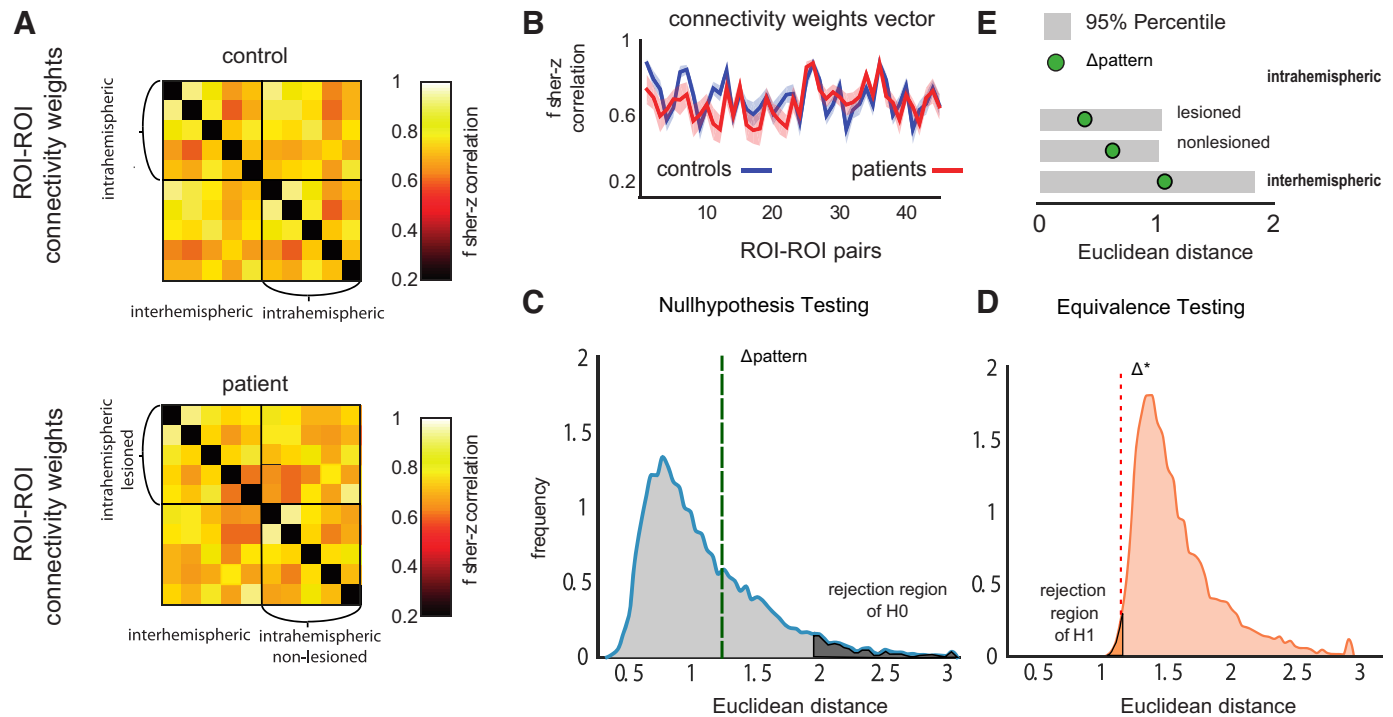 A
ROI-ROI
connectivity weights
control
intrahemispheric
interhemispheric
intrahemispheric
1
0.8
0.6
0.4
0.2
f sher-z correlation
ROI-ROI
connectivity weights
patient
intrahemispheric
lesioned
interhemispheric
intrahemispheric
non-lesioned
1
0.8
0.6
0.4
0.2
f sher-z correlation
B
connectivity weights vector
f sher-z
correlation
1
0.6
0.2
controls
patients
10
20
30
40
ROI-ROI pairs
E
95% Percentile
Δpattern
intrahemispheric
lesioned
nonlesioned
interhemispheric
0
1
2
Euclidean distance
C
Nullhypothesis Testing
Δpattern
frequency
2
1.5
1
0.5
0
rejection region
of H0
0. 5
1
1.5
2
2.5
3
Euclidean distance
D
Equivalence Testing
Δ*
2
1.5
1
0.5
0
rejection
region
of H1
0. 5
1
1.5
2
2.5
3
Euclidean distance